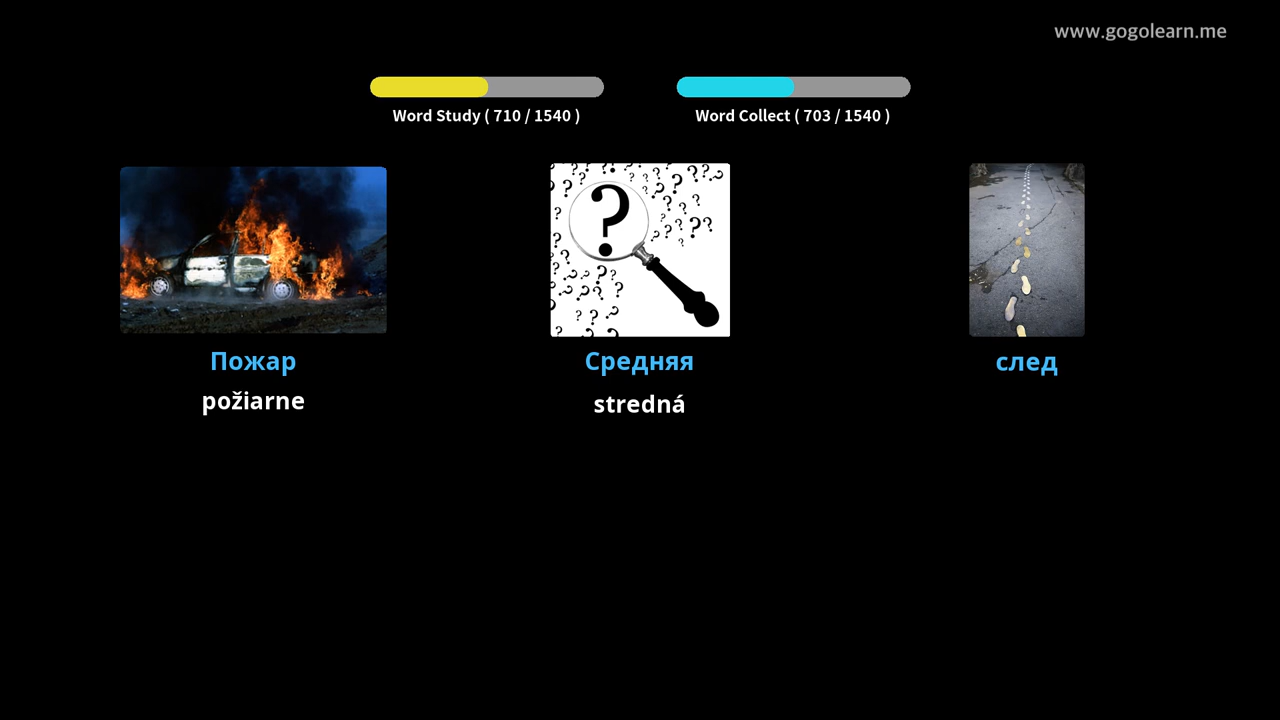 www.gogolearn.me
Word Study ( 710 / 1540 )
Word Collect ( 703 / 1540 )
Пожар
požiarne
Средняя
stredná
след